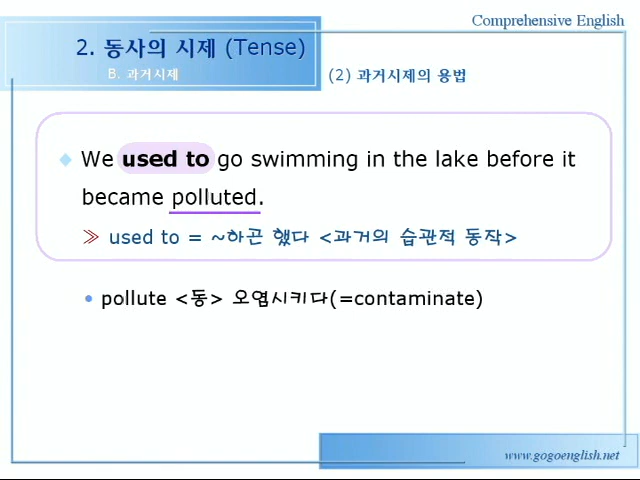 Comprehensive English
2. 동사의 시제 (Tense)
B. 과거시제
(2) 과거시제의 용법
◆ We used to go swimming in the lake before it
became polluted.
≫ used to = ~하곤 했다 <과거의 습관적 동작>
• pollute <동> 오염시키다(=contaminate)
www.gogoenglish.net